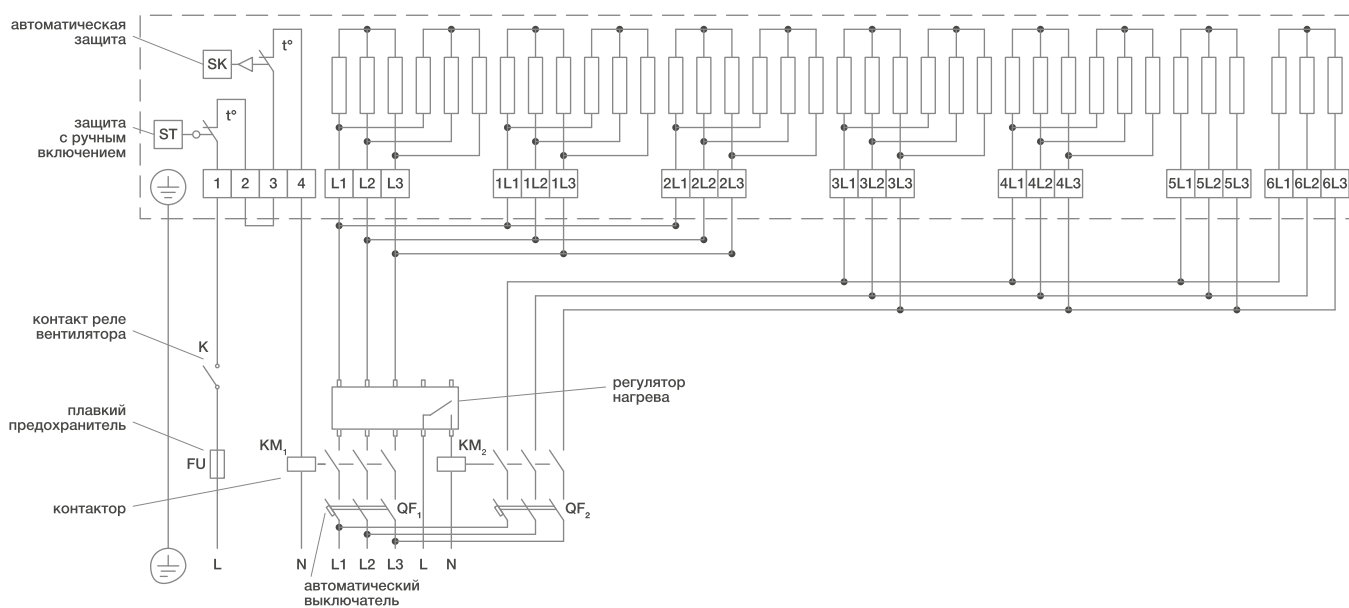 автоматическая
защита
SK
t°
защита
с ручным
включением
ST
t°
1 2 3 4
L1 L2 L3
1L1 1L2 1L3
2L1 2L2 2L3
3L1 3L2 3L3
4L1 4L2 4L3
5L1 5L2 5L3
6L1 6L2 6L3
контакт реле
вентилятора
K
регулятор
нагрева
плавкий
предохранитель
FU
KM1
KM2
контактор
QF1
QF2
L N L1 L2 L3 L N
автоматический
выключатель